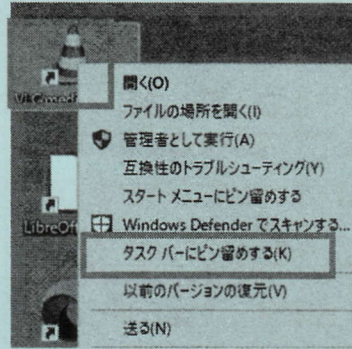 開く(O)
ファイルの場所を開く(I)
管理者として実行(A)
互換性のトラブルシューティング(Y)
スタート メニューにピン留めする
LibreOff
Windows Defender でスキャンする...
タスク バーにピン留めする(K)
以前のバージョンの復元(V)
送る(N)